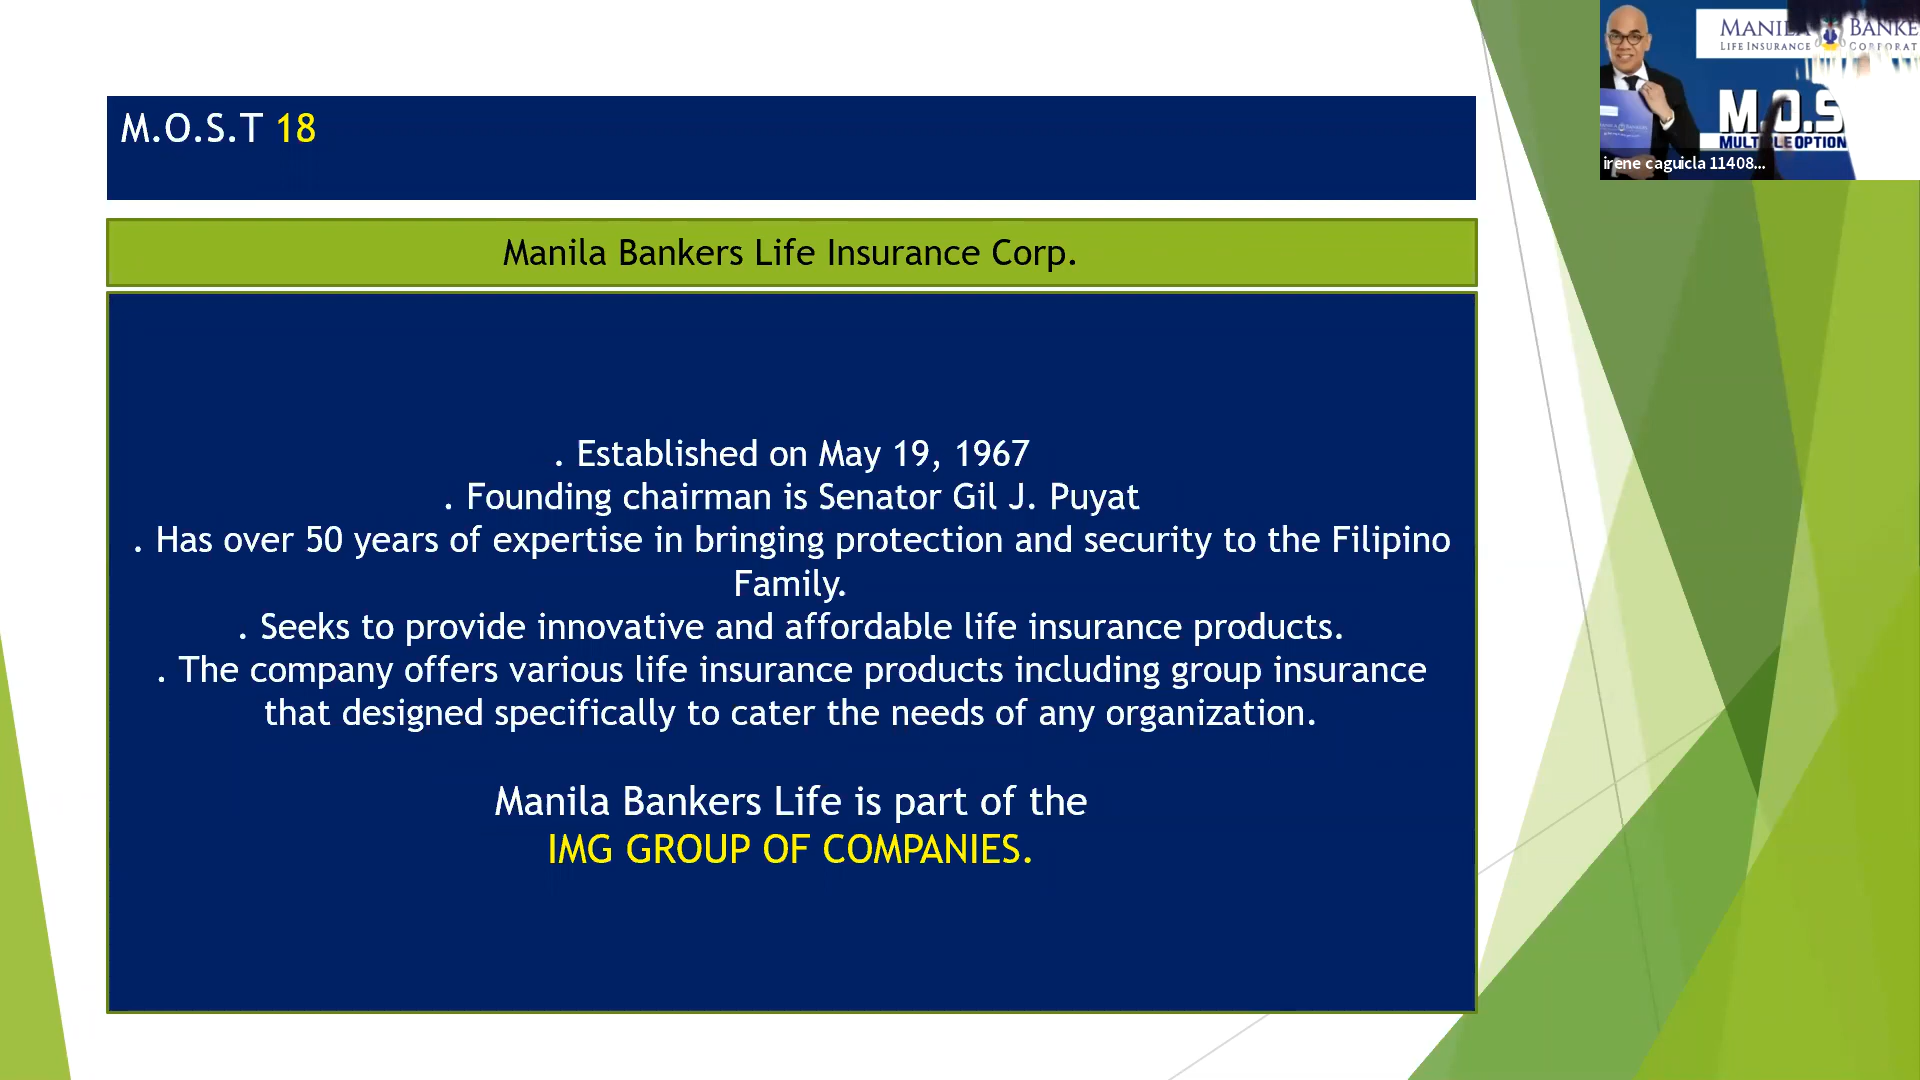 M.O.S.T 18
Manila Bankers Life Insurance Corp.
. Established on May 19, 1967
. Founding chairman is Senator Gil J. Puyat
. Has over 50 years of expertise in bringing protection and security to the Filipino
Family.
. Seeks to provide innovative and affordable life insurance products.
. The company offers various life insurance products including group insurance
that designed specifically to cater the needs of any organization.
Manila Bankers Life is part of the
IMG GROUP OF COMPANIES.
LIFE INSURANCE
M.O.S
MULTIPLE OPTION
irene caguicla 11408...